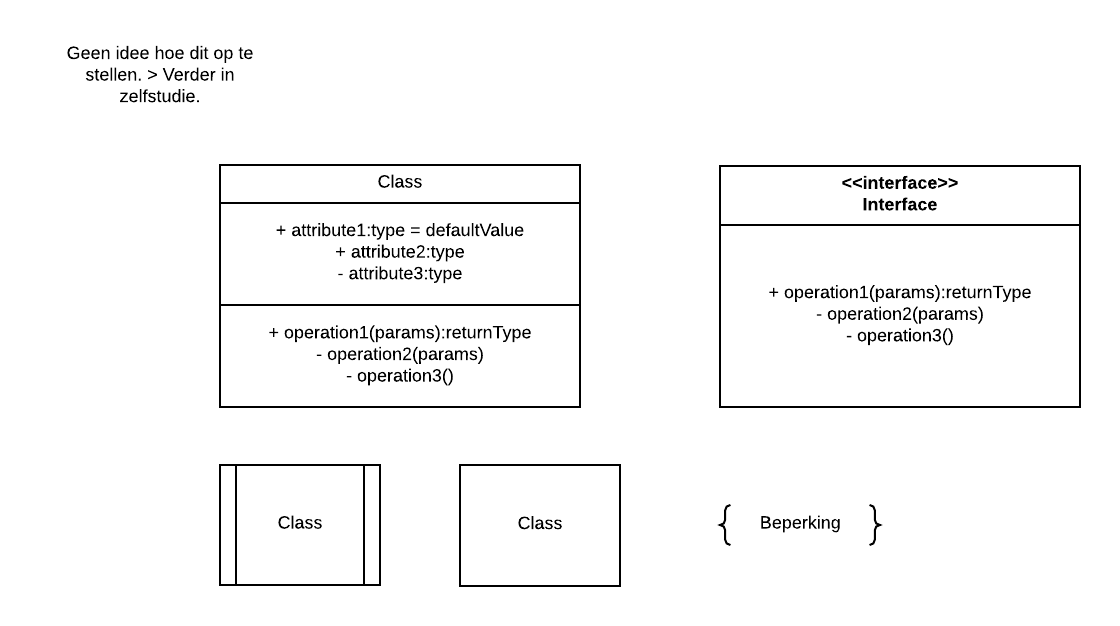 Geen idee hoe dit op te
stellen. > Verder in
zelfstudie.
Class
+ attribute1:type = defaultValue
+ attribute2:type
- attribute3:type
+ operation1(params):returnType
- operation2(params)
- operation3()
<<interface>>
Interface
+ operation1(params):returnType
- operation2(params)
- operation3()
Class
Class
{ Beperking }